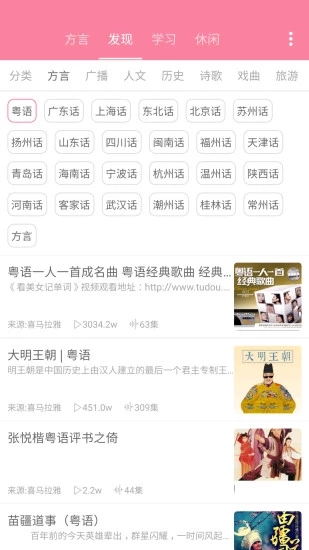 方言 发现 学习 休闲
分类 方言 广播 人文 历史 诗歌 戏曲 旅游
粤语 广东话 上海话 东北话 北京话 苏州话
扬州话 山东话 四川话 闽南话 福州话 天津话
青岛话 海南话 宁波话 杭州话 温州话 陕西话
河南话 客家话 武汉话 潮州话 桂林话 常州话
方言
粤语一人一首成名曲 粤语经典歌曲 经典...
《看美女记单词》视频观看地址：http://www.tudou....
来源:喜马拉雅 3034.2w 63集
粤语一人一首
经典歌曲
大明王朝 | 粤语
明王朝是中国历史上由汉人建立的最后一个君主专制王...
来源:喜马拉雅 451.0w 309集
大明王朝
张悦楷粤语评书之倚
来源:喜马拉雅 2.2w 44集
苗疆道事（粤语）
百年前的今天英雄辈出，群星闪耀，一时间风起...
苗疆